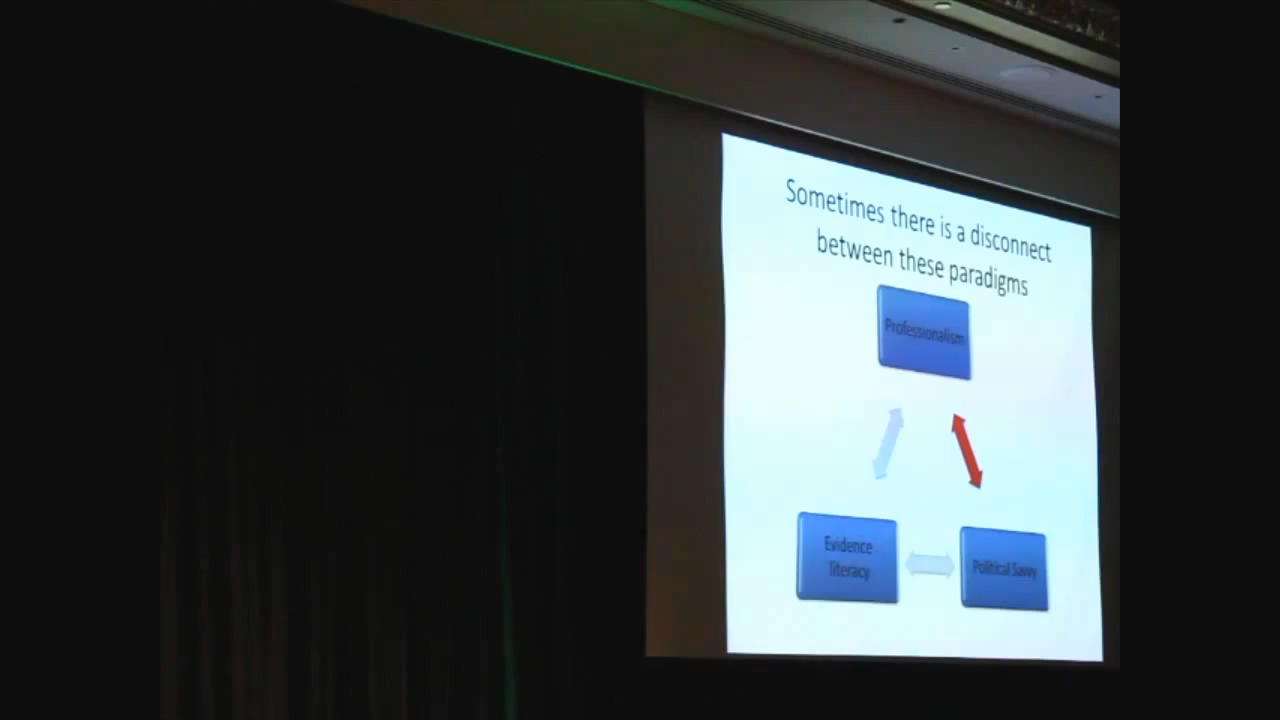 Sometimes there is a disconnect
between these paradigms
Professionalism
Evidence
literacy
Political Savvy